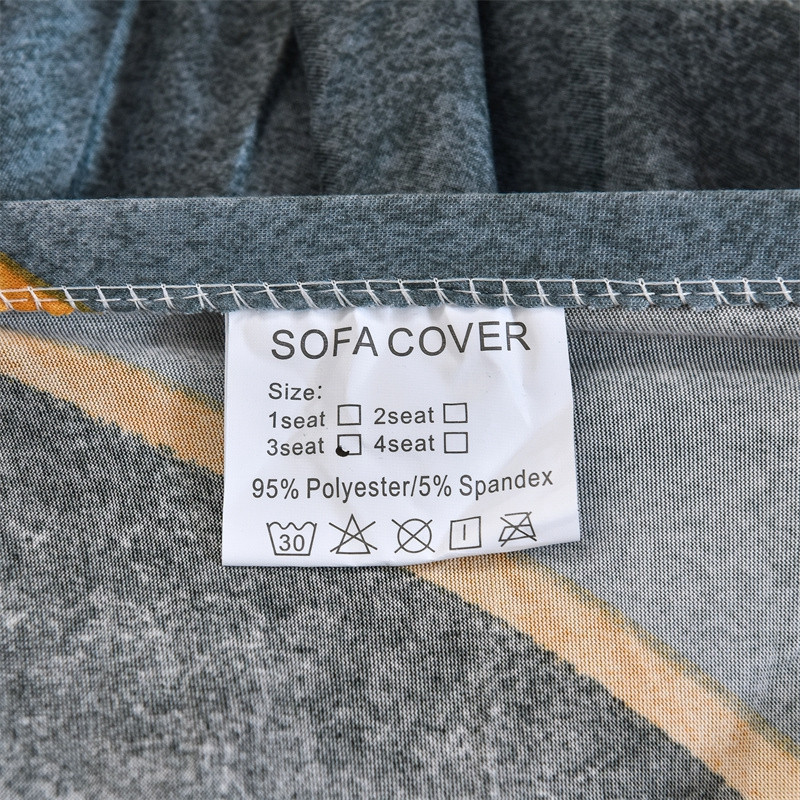 SOFA COVER
Size:
1seat □ 2seat □
3seat □ 4seat □
95% Polyester/5% Spandex
30